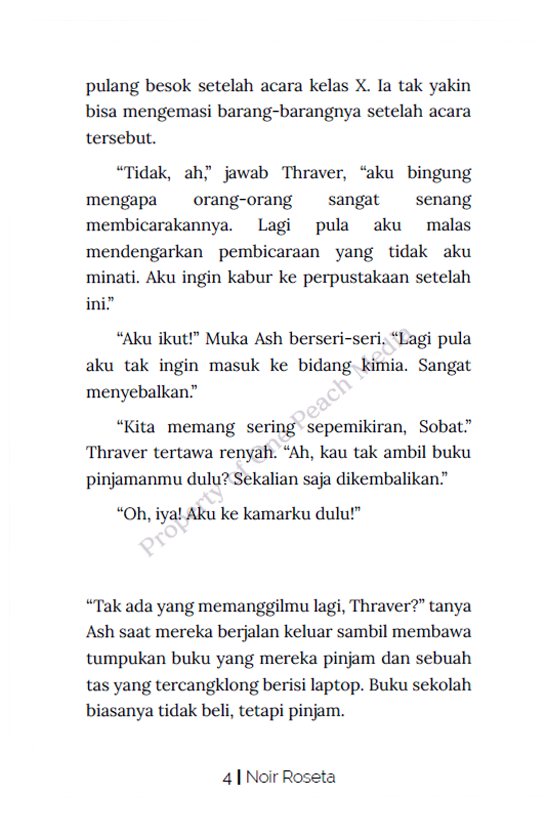 pulang besok setelah acara kelas X. Ia tak yakin
bisa mengemasi barang-barangnya setelah acara
tersebut.
“Tidak, ah,” jawab Thraver, “aku bingung
mengapa orang-orang sangat senang
membicarakannya. Lagi pula aku malas
mendengarkan pembicaraan yang tidak aku
minati. Aku ingin kabur ke perpustakaan setelah
ini.”
“Aku ikut!” Muka Ash berseri-seri. “Lagi pula
aku tak ingin masuk ke bidang kimia. Sangat
menyebalkan.”
“Kita memang sering sepemikiran, Sobat.”
Thraver tertawa renyah. “Ah, kau tak ambil buku
pinjamanmu dulu? Sekalian saja dikembalikan.”
“Oh, iya! Aku ke kamarku dulu!”
Property of One Peach Media
“Tak ada yang memanggilmu lagi, Thraver?” tanya
Ash saat mereka berjalan keluar sambil membawa
tumpukan buku yang mereka pinjam dan sebuah
tas yang tercangklong berisi laptop. Buku sekolah
biasanya tidak beli, tetapi pinjam.
4 | Noir Roseta